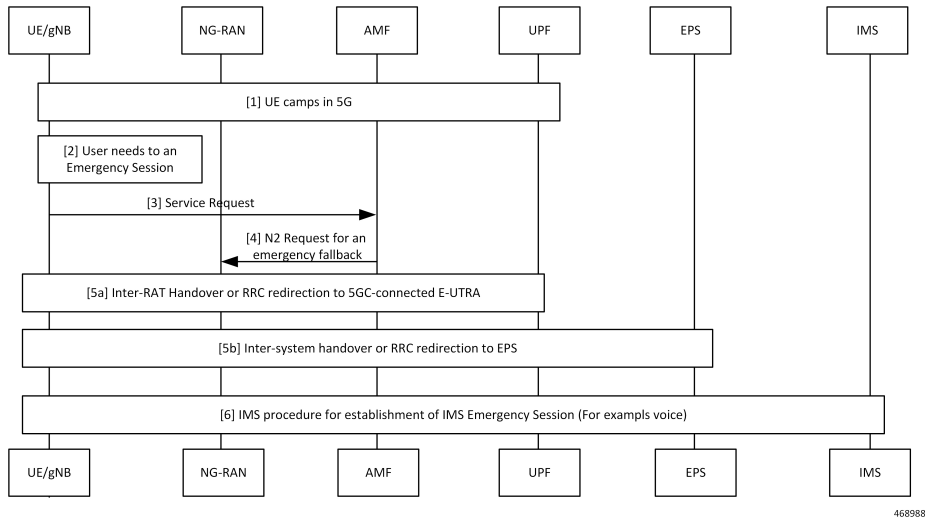 UE/gNB
NG-RAN
AMF
UPF
EPS
IMS
[1] UE camps in 5G
[2] User needs to an
Emergency Session
[3] Service Request
[4] N2 Request for an
emergency fallback
[5a] Inter-RAT Handover or RRC redirection to 5GC-connected E-UTRA
[5b] Inter-system handover or RRC redirection to EPS
[6] IMS procedure for establishment of IMS Emergency Session (For exampls voice)
UE/gNB
NG-RAN
AMF
UPF
EPS
IMS
468988